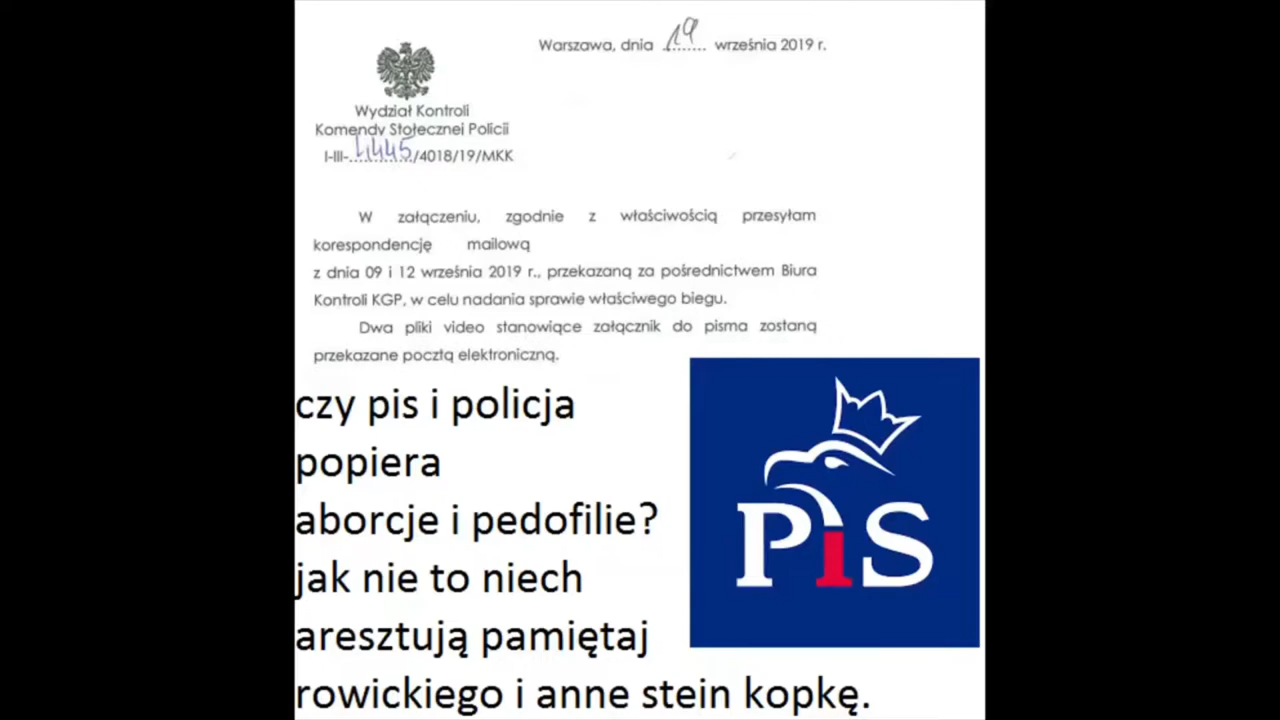 Warszawa, dnia 19 września 2019 r.
Wydział Kontroli
Komendy Stołecznej Policji
I-III-4445/4018/19/MKK
W załączeniu, zgodnie z właściwością przesyłam
korespondencję mailową
z dnia 09 i 12 września 2019 r., przekazaną za pośrednictwem Biura
Kontroli KGP, w celu nadania sprawie właściwego biegu.
Dwa pliki video stanowiące załącznik do pisma zostaną
przekazane pocztą elektroniczną.
czy pis i policja
popiera
aborcje i pedofilie?
jak nie to niech
aresztują pamiętaj
rowickiego i anne stein kopkę.
PiS